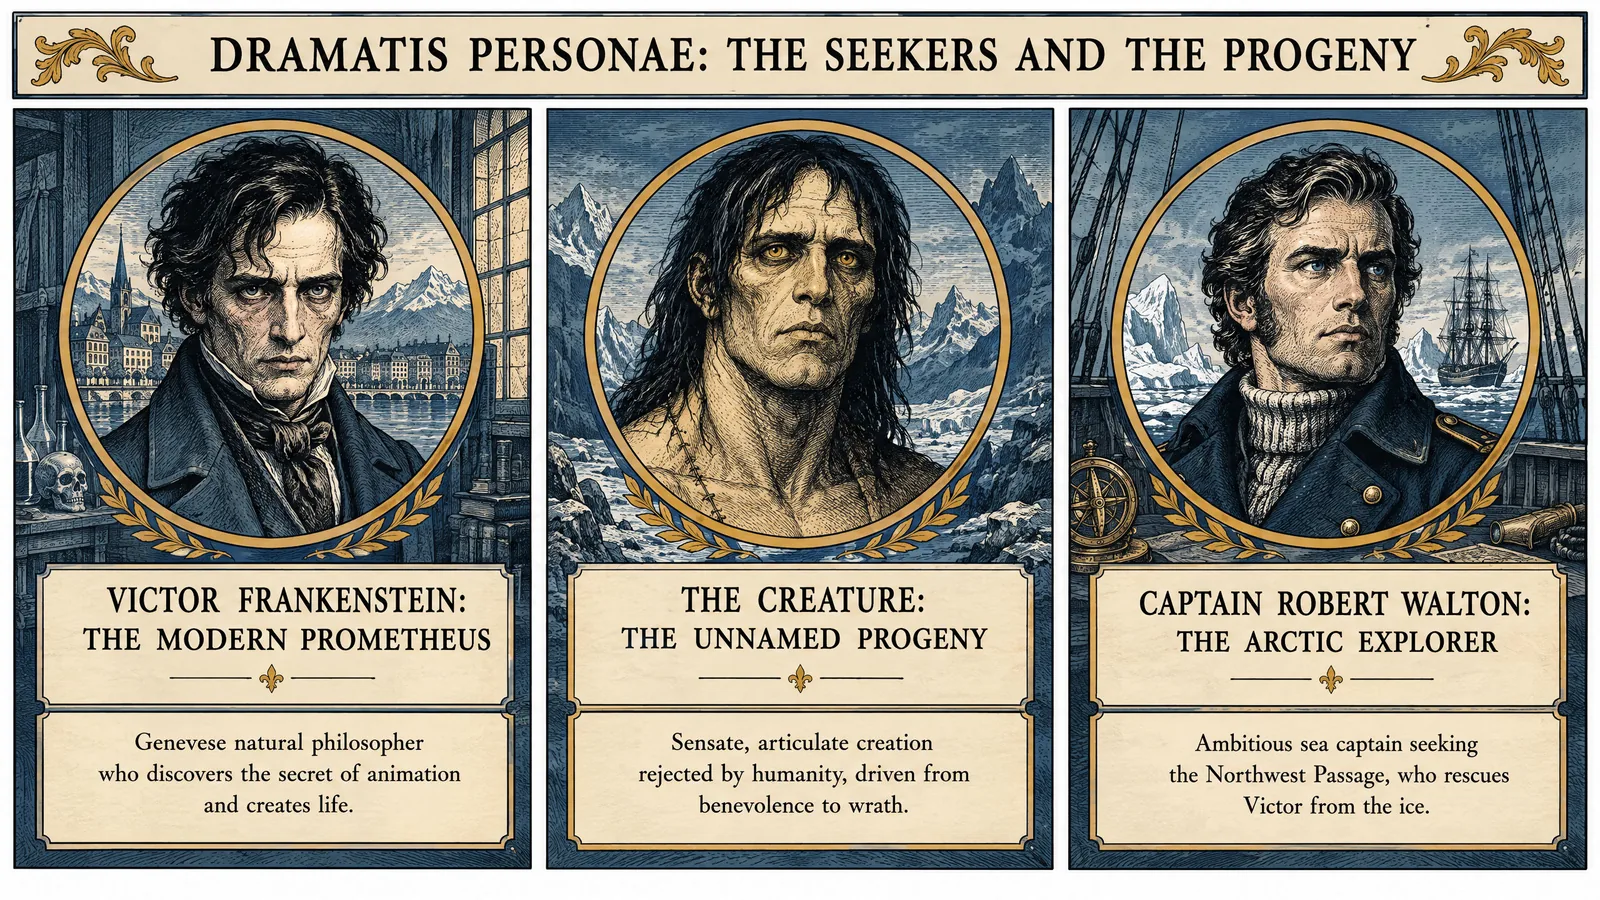 DRAMATIS PERSONAE: THE SEEKERS AND THE PROGENY
VICTOR FRANKENSTEIN:
THE MODERN PROMETHEUS
Genevese natural philosopher
who discovers the secret of animation
and creates life.
THE CREATURE:
THE UNNAMED PROGENY
Sensate, articulate creation
rejected by humanity, driven from
benevolence to wrath.
CAPTAIN ROBERT WALTON:
THE ARCTIC EXPLORER
Ambitious sea captain seeking
the Northwest Passage, who rescues
Victor from the ice.